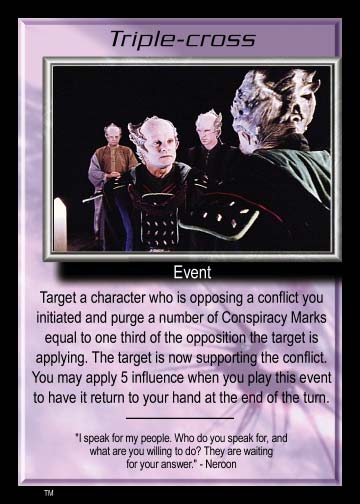 Triple-cross
Event
Target a character who is opposing a conflict you
initiated and purge a number of Conspiracy Marks
equal to one third of the opposition the target is
applying. The target is now supporting the conflict.
You may apply 5 influence when you play this event
to have it return to your hand at the end of the turn.
"I speak for my people. Who do you speak for, and
what are you willing to do? They are waiting
for your answer." - Neroon
TM